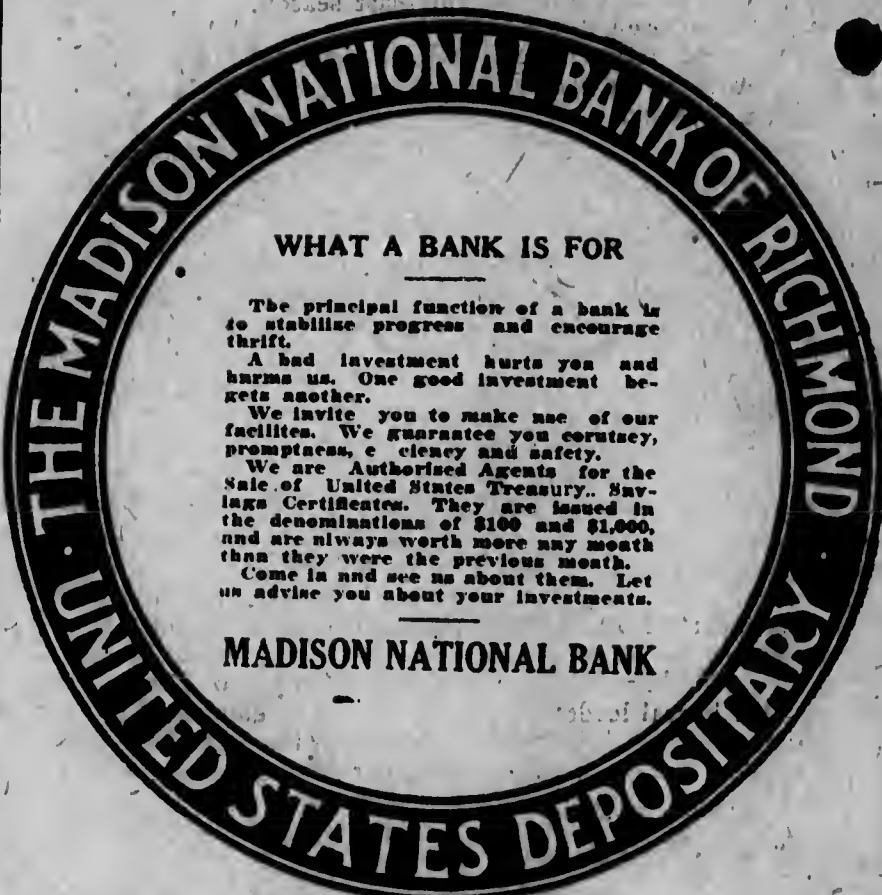 THE MADISON NATIONAL BANK OF RICHMOND
WHAT A BANK IS FOR
The principal function of a bank is
to stabilise progress and encourage
thrift.
A bad investment hurts you and
harms us. One good investment be-
gets another.
We invite you to make use of our
facilites. We guarantee you corutsey,
promptness, e ciency and safety.
We are Authorised Agents for the
Sale of United States Treasury.. Sav-
ings Certificates. They are issued in
the denominations of $100 and $1,000,
and are always worth more any month
than they were the previous month.
Come in and see us about them. Let
us advise you about your investments.
MADISON NATIONAL BANK
· UNITED STATES DEPOSITARY ·